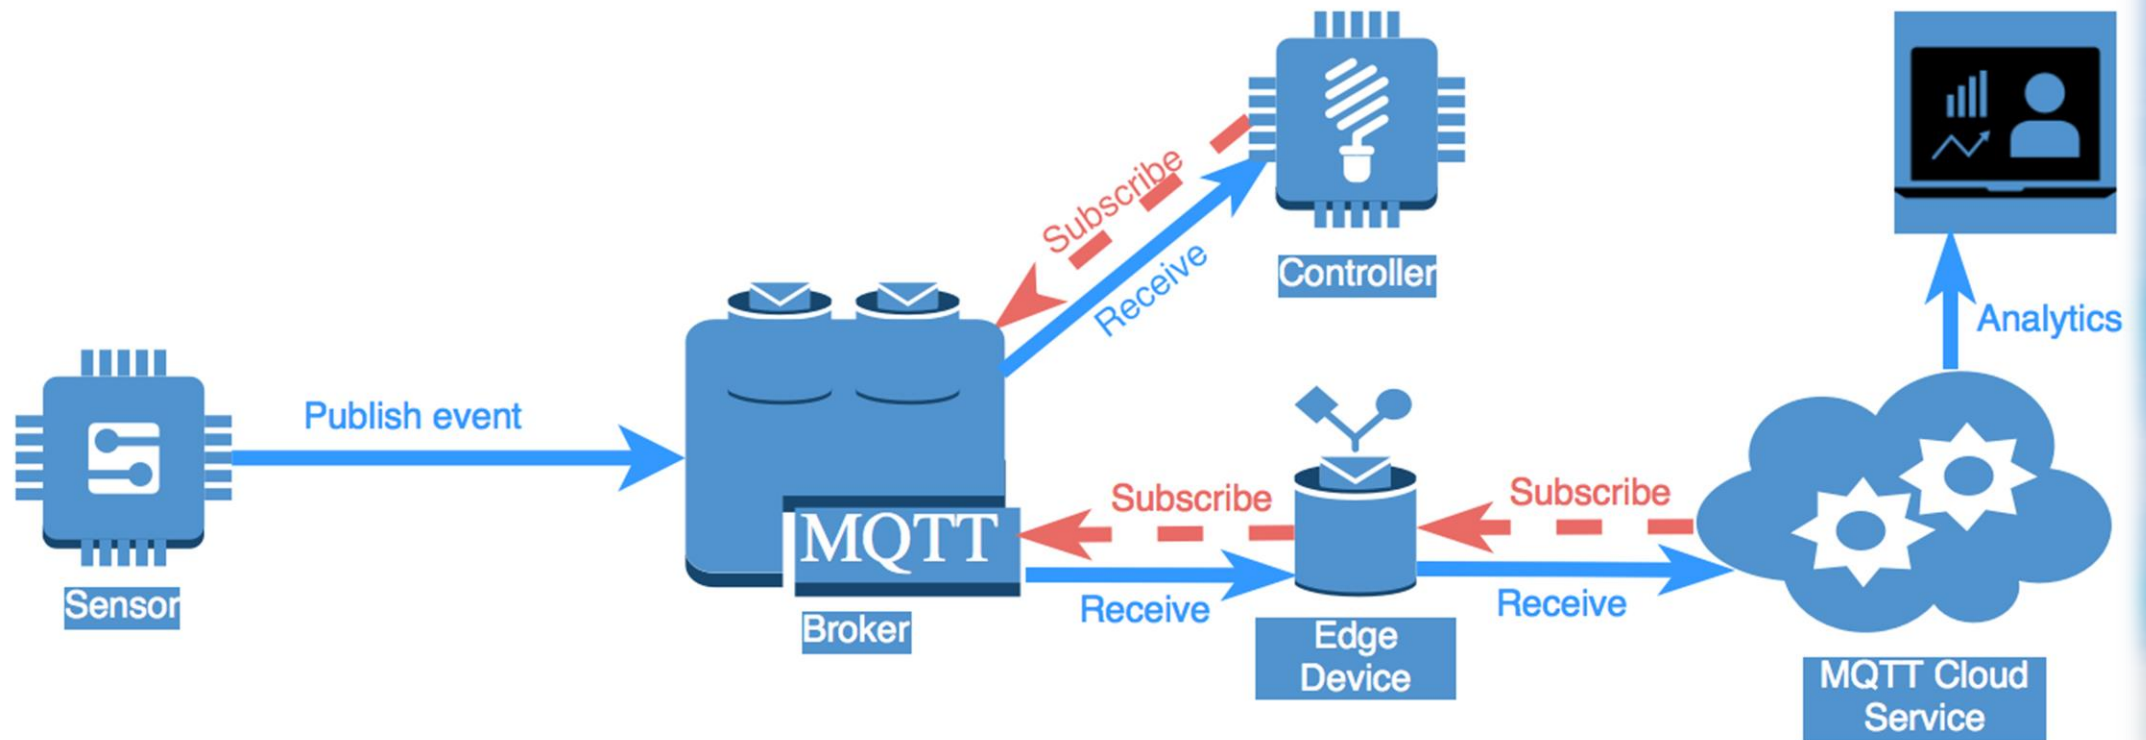 Publish event
Sensor
MQTT
Broker
Subscribe
Receive
Controller
Subscribe
Receive
Edge
Device
Subscribe
Receive
Analytics
MQTT Cloud
Service